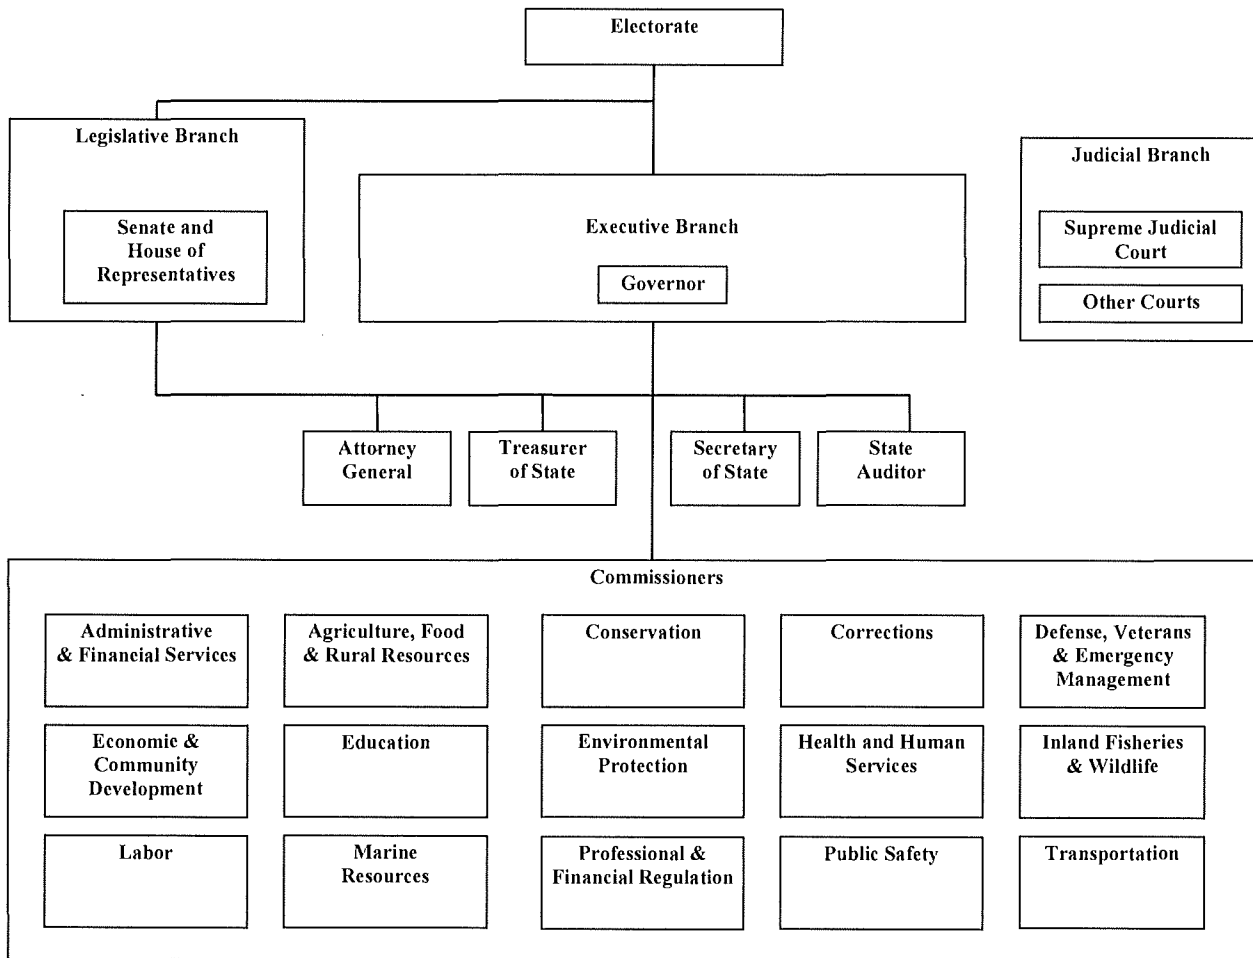 Electorate
Legislative Branch
Senate and
House of
Representatives
Executive Branch
Governor
Judicial Branch
Supreme Judicial
Court
Other Courts
Attorney
General
Treasurer
of State
Secretary
of State
State
Auditor
Commissioners
Administrative
& Financial Services
Agriculture, Food
& Rural Resources
Conservation
Corrections
Defense, Veterans
& Emergency
Management
Economic &
Community
Development
Education
Environmental
Protection
Health and Human
Services
Inland Fisheries
& Wildlife
Labor
Marine
Resources
Professional &
Financial Regulation
Public Safety
Transportation